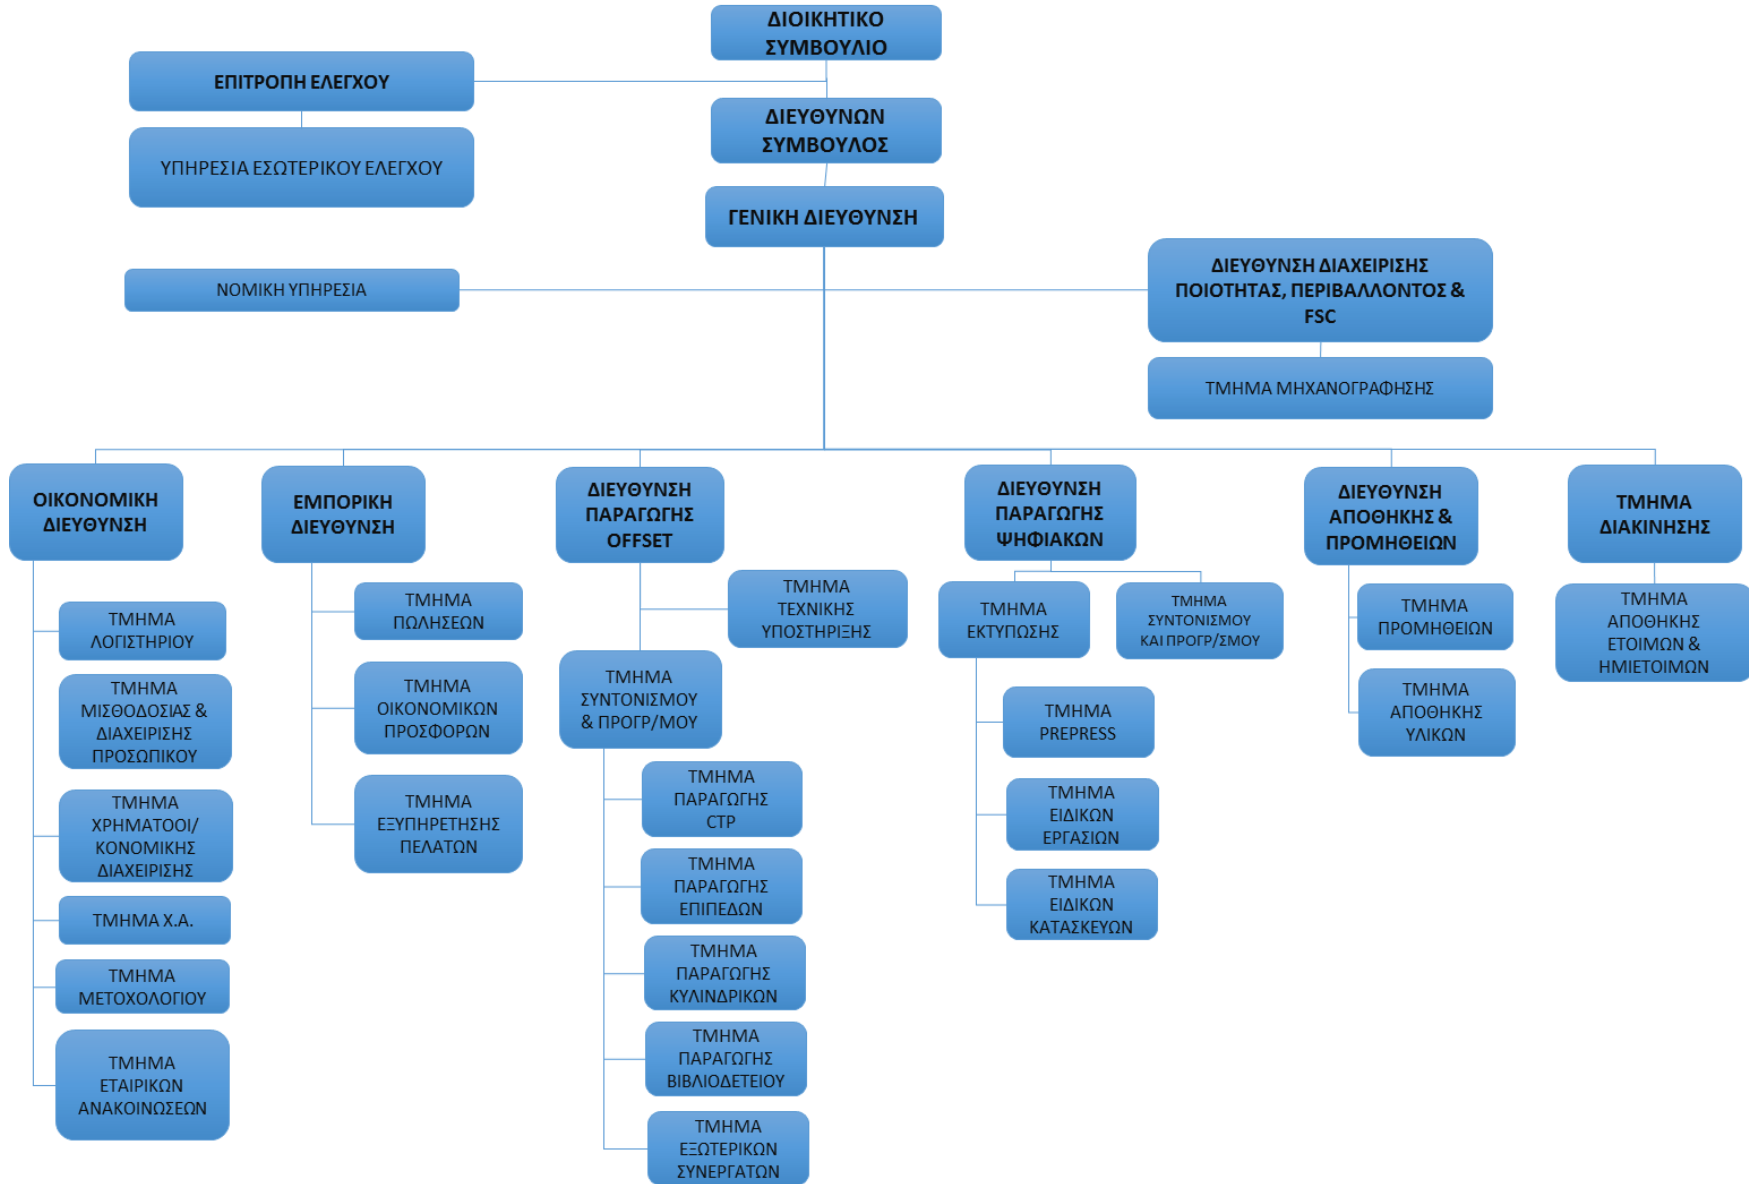 ΔΙΟΙΚΗΤΙΚΟ
ΣΥΜΒΟΥΛΙΟ
ΕΠΙΤΡΟΠΗ ΕΛΕΓΧΟΥ
ΔΙΕΥΘΥΝΩΝ
ΣΥΜΒΟΥΛΟΣ
ΥΠΗΡΕΣΙΑ ΕΣΩΤΕΡΙΚΟΥ ΕΛΕΓΧΟΥ
ΓΕΝΙΚΗ ΔΙΕΥΘΥΝΣΗ
ΝΟΜΙΚΗ ΥΠΗΡΕΣΙΑ
ΔΙΕΥΘΥΝΣΗ ΔΙΑΧΕΙΡΙΣΗΣ
ΠΟΙΟΤΗΤΑΣ, ΠΕΡΙΒΑΛΛΟΝΤΟΣ &
FSC
ΤΜΗΜΑ ΜΗΧΑΝΟΓΡΑΦΗΣΗΣ
ΟΙΚΟΝΟΜΙΚΗ
ΔΙΕΥΘΥΝΣΗ
ΤΜΗΜΑ
ΛΟΓΙΣΤΗΡΙΟΥ
ΤΜΗΜΑ
ΜΙΣΘΟΔΟΣΙΑΣ &
ΔΙΑΧΕΙΡΙΣΗΣ
ΠΡΟΣΩΠΙΚΟΥ
ΤΜΗΜΑ
ΧΡΗΜΑΤΟΟΙ/
ΚΟΝΟΜΙΚΗΣ
ΔΙΑΧΕΙΡΙΣΗΣ
ΤΜΗΜΑ Χ.Α.
ΤΜΗΜΑ
ΜΕΤΟΧΟΛΟΓΙΟΥ
ΤΜΗΜΑ
ΕΤΑΙΡΙΚΩΝ
ΑΝΑΚΟΙΝΩΣΕΩΝ
ΕΜΠΟΡΙΚΗ
ΔΙΕΥΘΥΝΣΗ
ΤΜΗΜΑ
ΠΩΛΗΣΕΩΝ
ΤΜΗΜΑ
ΟΙΚΟΝΟΜΙΚΩΝ
ΠΡΟΣΦΟΡΩΝ
ΤΜΗΜΑ
ΕΞΥΠΗΡΕΤΗΣΗΣ
ΠΕΛΑΤΩΝ
ΔΙΕΥΘΥΝΣΗ
ΠΑΡΑΓΩΓΗΣ
OFFSET
ΤΜΗΜΑ
ΤΕΧΝΙΚΗΣ
ΥΠΟΣΤΗΡΙΞΗΣ
ΤΜΗΜΑ
ΣΥΝΤΟΝΙΣΜΟΥ
& ΠΡΟΓΡ/ΜΟΥ
ΤΜΗΜΑ
ΠΑΡΑΓΩΓΗΣ
CTP
ΤΜΗΜΑ
ΠΑΡΑΓΩΓΗΣ
ΕΠΙΠΕΔΩΝ
ΤΜΗΜΑ
ΠΑΡΑΓΩΓΗΣ
ΚΥΛΙΝΔΡΙΚΩΝ
ΤΜΗΜΑ
ΠΑΡΑΓΩΓΗΣ
ΒΙΒΛΙΟΔΕΤΕΙΟΥ
ΤΜΗΜΑ
ΕΞΩΤΕΡΙΚΩΝ
ΣΥΝΕΡΓΑΤΩΝ
ΔΙΕΥΘΥΝΣΗ
ΠΑΡΑΓΩΓΗΣ
ΨΗΦΙΑΚΩΝ
ΤΜΗΜΑ
ΕΚΤΥΠΩΣΗΣ
ΤΜΗΜΑ
ΣΥΝΤΟΝΙΣΜΟΥ
ΚΑΙ ΠΡΟΓΡ/ΣΜΟΥ
ΤΜΗΜΑ
PREPRESS
ΤΜΗΜΑ
ΕΙΔΙΚΩΝ
ΕΡΓΑΣΙΩΝ
ΤΜΗΜΑ
ΕΙΔΙΚΩΝ
ΚΑΤΑΣΚΕΥΩΝ
ΔΙΕΥΘΥΝΣΗ
ΑΠΟΘΗΚΗΣ &
ΠΡΟΜΗΘΕΙΩΝ
ΤΜΗΜΑ
ΠΡΟΜΗΘΕΙΩΝ
ΤΜΗΜΑ
ΑΠΟΘΗΚΗΣ
ΥΛΙΚΩΝ
ΤΜΗΜΑ
ΔΙΑΚΙΝΗΣΗΣ
ΤΜΗΜΑ
ΑΠΟΘΗΚΗΣ
ΕΤΟΙΜΩΝ &
ΗΜΙΕΤΟΙΜΩΝ